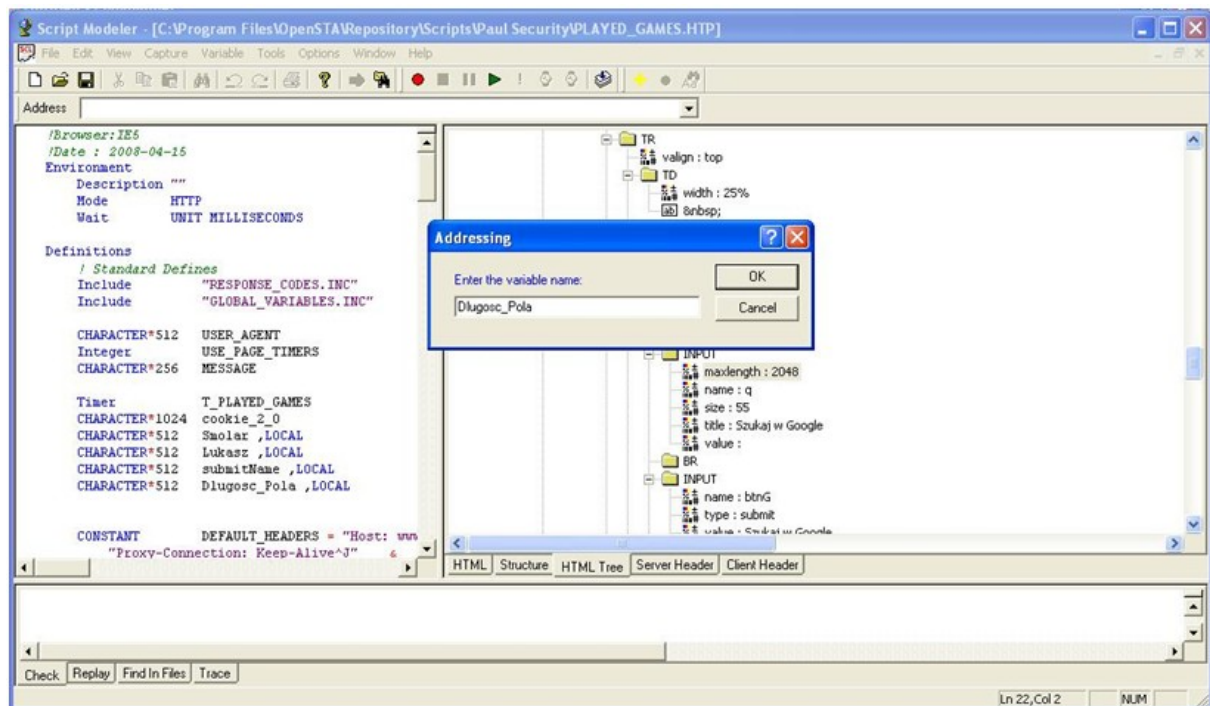 Script Modeler - [C:\Program Files\OpenSTA\Repository\Scripts\Paul Security\PLAYED_GAMES.HTP]
File Edit View Capture Variable Tools Options Window Help
Address
!Browser:IE5
!Date : 2008-04-15
Environment
Description ""
Mode HTTP
Wait UNIT MILLISECONDS
Definitions
! Standard Defines
Include "RESPONSE_CODES.INC"
Include "GLOBAL_VARIABLES.INC"
CHARACTER*512 USER_AGENT
Integer USE_PAGE_TIMERS
CHARACTER*256 MESSAGE
Timer T_PLAYED_GAMES
CHARACTER*1024 cookie_2_0
CHARACTER*512 Smolar ,LOCAL
CHARACTER*512 Lukasz ,LOCAL
CHARACTER*512 submitName ,LOCAL
CHARACTER*512 Dlugosc_Pola ,LOCAL
CONSTANT DEFAULT_HEADERS = "Host: www
"Proxy-Connection: Keep-Alive^J" &
TR
valign : top
TD
width : 25%
&nbsp;
Addressing
Enter the variable name:
Dlugosc_Pola
OK
Cancel
INPUT
maxlength : 2048
name : q
size : 55
title : Szukaj w Google
value :
BR
INPUT
name : btnG
type : submit
value : Szukaj w Google
HTML Structure HTML Tree Server Header Client Header
Check Replay Find In Files Trace
Ln 22,Col 2 NUM